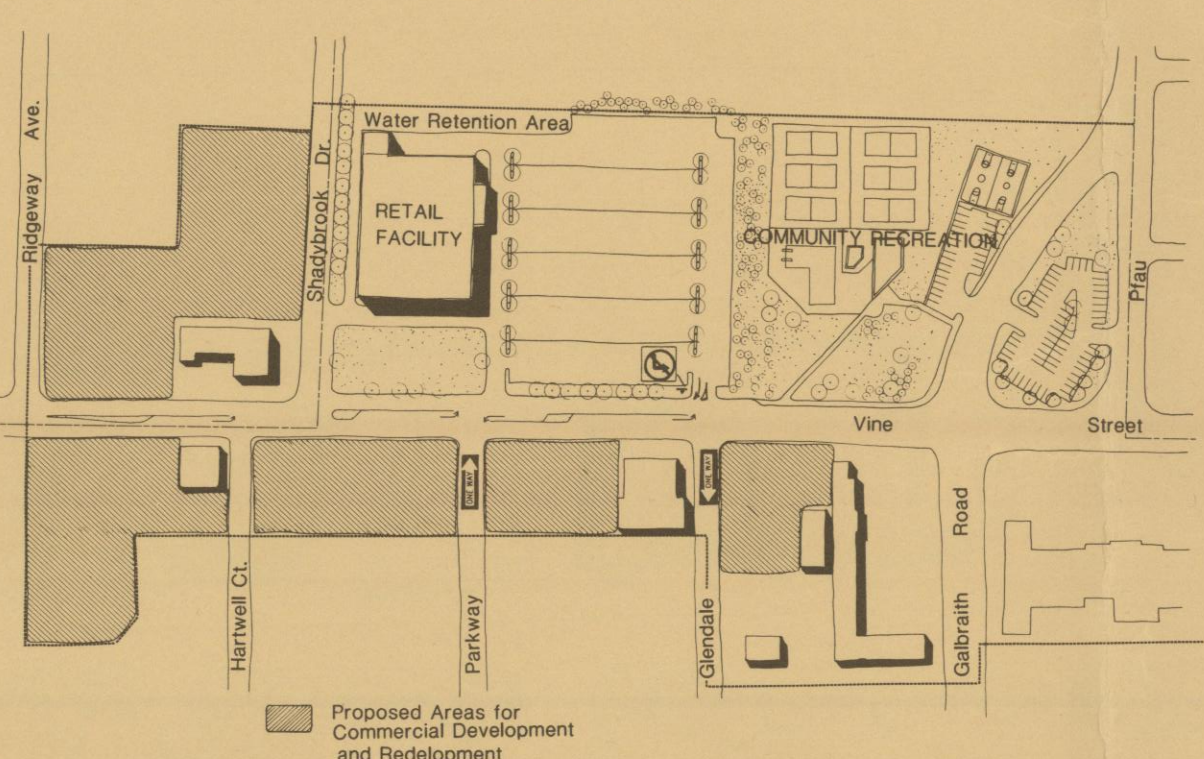 Ridgeway Ave.
Shadybrook Dr.
Water Retention Area
RETAIL
FACILITY
COMMUNITY RECREATION
Pfau
Vine Street
ONE WAY
ONE WAY
Hartwell Ct.
Parkway
Glendale
Galbraith Road
Proposed Areas for
Commercial Development
and Redelopment